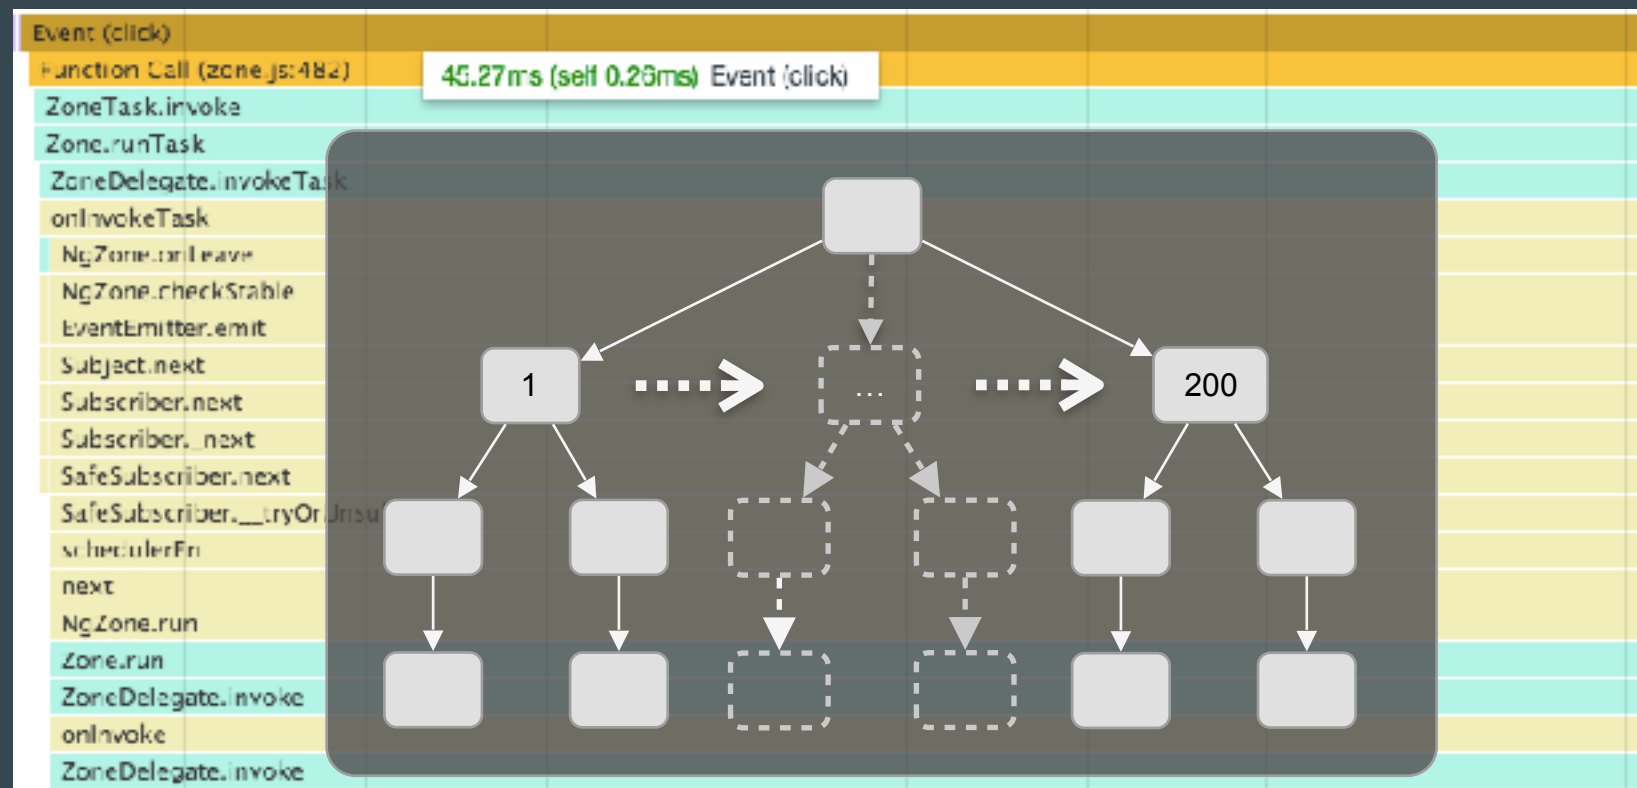 Event (click)
Function Call (zone.js:482)
45.27ms (self 0.26ms) Event (click)
ZoneTask.invoke
Zone.runTask
ZoneDelegate.invokeTask
onInvokeTask
NgZone.onLeave
NgZone.checkStable
EventEmitter.emit
Subject.next
1
...
200
Subscriber.next
Subscriber._next
SafeSubscriber.next
SafeSubscriber.__tryOrUnsu
schedulerFn
next
NgZone.run
Zone.run
ZoneDelegate.invoke
onInvoke
ZoneDelegate.invoke